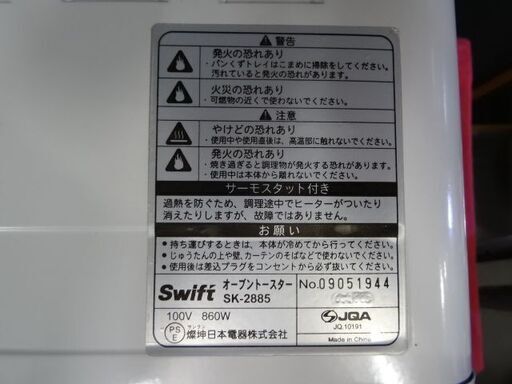 ⚠警告
発火の恐れあり
・パンくずトレイはこまめに掃除をしてください。
汚れていると発火の恐れがあります。
火災の恐れあり
・可燃物の近くで使わないでください。
⚠注意
やけどの恐れあり
・使用中や使用直後は、高温部に触れないでください。
発火の恐れあり
・焼き過ぎると調理物が発火する恐れがあります。
・使用中は本体から離れないでください。
サーモスタット付き
過熱を防ぐため、調理途中でヒーターがついたり
消えたりしますが、故障ではありません。
お願い
●持ち運びするときは、本体が冷めてから行ってください。
●じゅうたんの上や壁、カーテンのそばなどで使わないでください。
●使用後は差込プラグをコンセントから必ず抜いてください。
Swift オーブントースター
SK-2885
No.09051944
100V 860W
PSE サンクン
燦坤日本電器株式会社
JQA
JQ.10191
Made in China